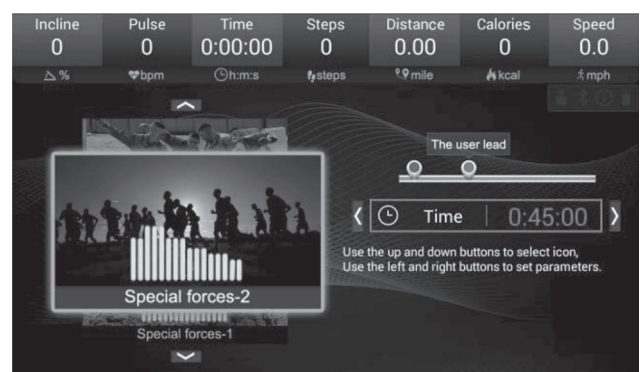 Incline Pulse Time Steps Distance Calories Speed
0 0 0:00:00 0 0.00 0 0.0
% bpm h:m:s steps mile kcal mph
The user lead
Time 0:45:00
Use the up and down buttons to select icon,
Use the left and right buttons to set parameters.
Special forces-2
Special forces-1